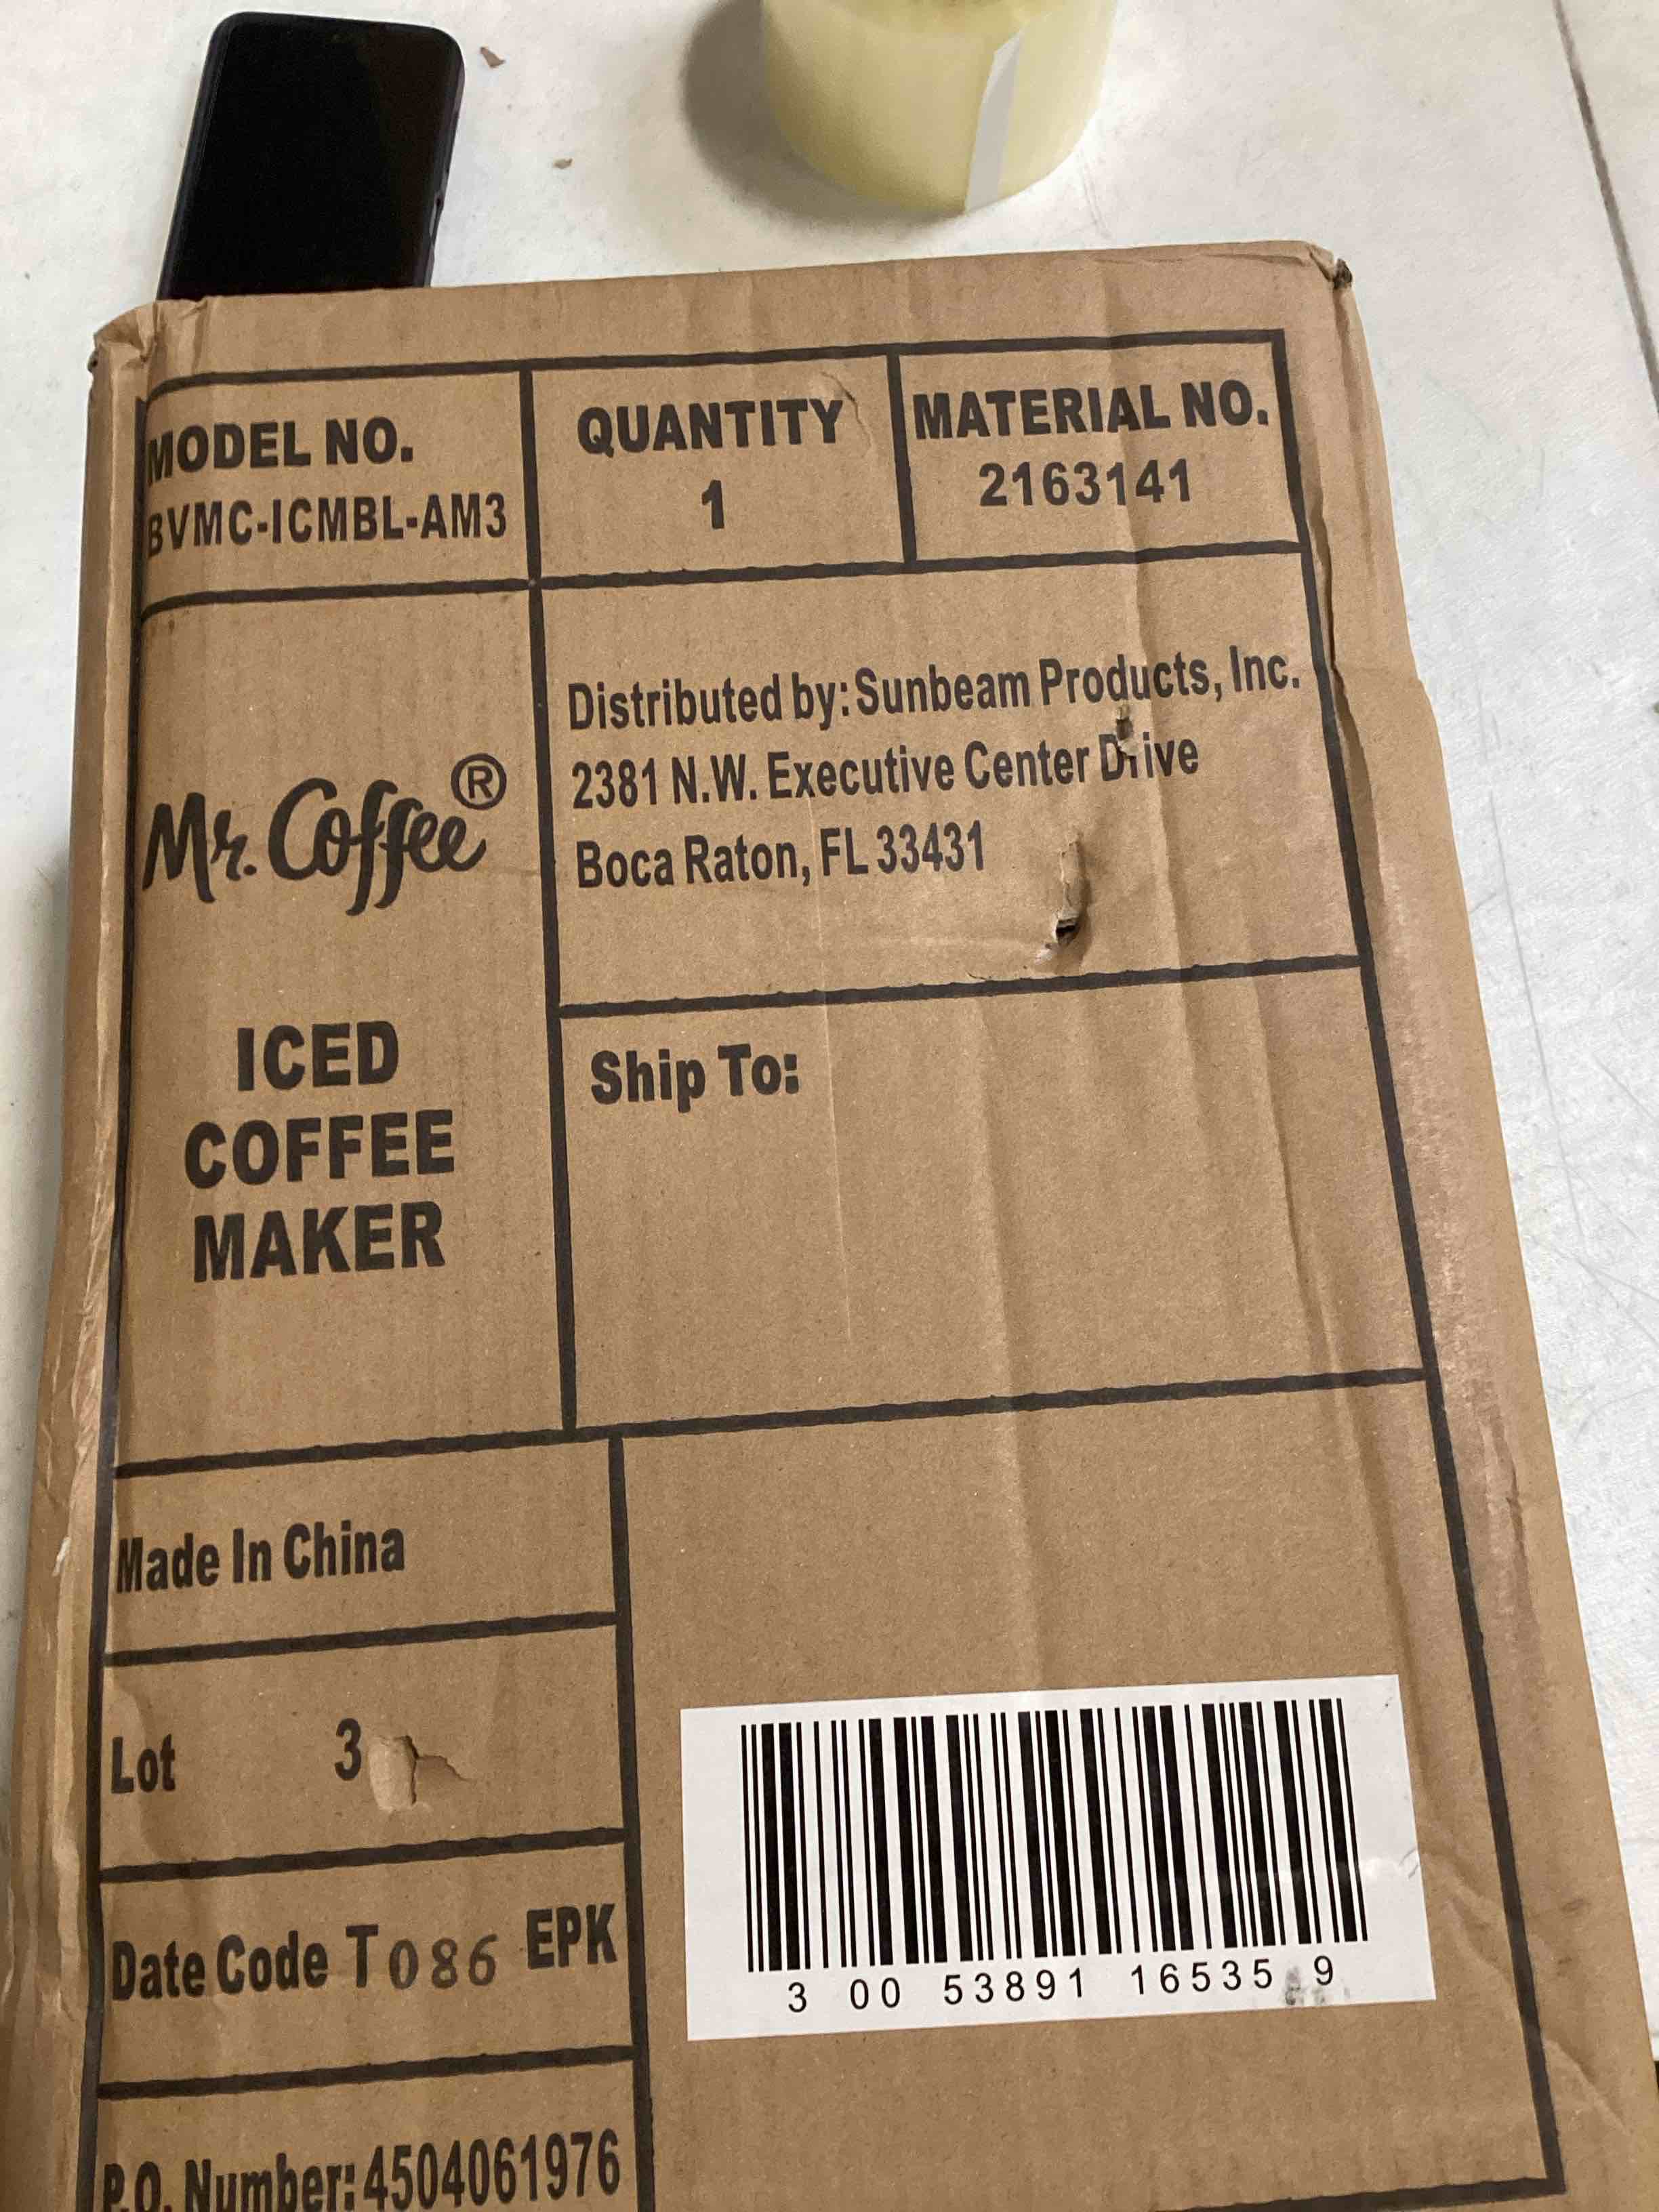 MODEL NO.
BVMC-ICMBL-AM3
QUANTITY
1
MATERIAL NO.
2163141
Mr. Coffee®
ICED
COFFEE
MAKER
Distributed by: Sunbeam Products, Inc.
2381 N.W. Executive Center Drive
Boca Raton, FL 33431
Ship To:
Made In China
Lot 3
Date Code T086 EPK
P.O. Number: 4504061976
3 00 53891 16535 9